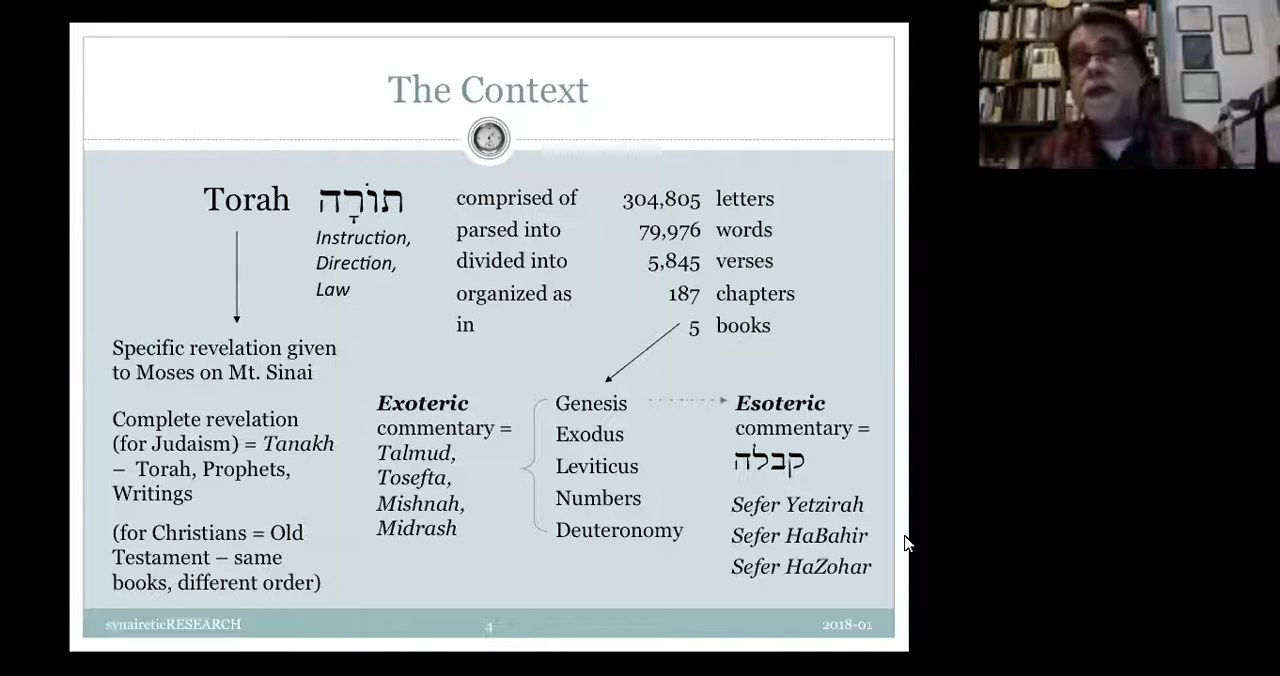 The Context
Torah תּוֹרָה
Instruction,
Direction,
Law
comprised of 304,805 letters
parsed into 79,976 words
divided into 5,845 verses
organized as 187 chapters
in 5 books
Specific revelation given
to Moses on Mt. Sinai
Complete revelation
(for Judaism) = Tanakh
– Torah, Prophets,
Writings
(for Christians = Old
Testament – same
books, different order)
Exoteric
commentary =
Talmud,
Tosefta,
Mishnah,
Midrash
Genesis
Exodus
Leviticus
Numbers
Deuteronomy
Esoteric
commentary =
קבלה
Sefer Yetzirah
Sefer HaBahir
Sefer HaZohar
synaireticRESEARCH 4 2018-01